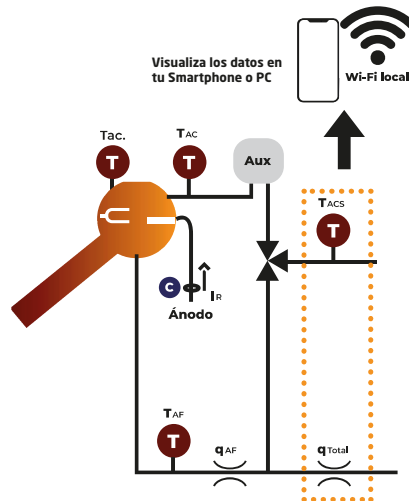 Visualiza los datos en
tu Smartphone o PC
Wi-Fi local
Tac.
T
TAC
T
Aux
TACS
T
C
IR
Ánodo
TAF
T
qAF
qTotal